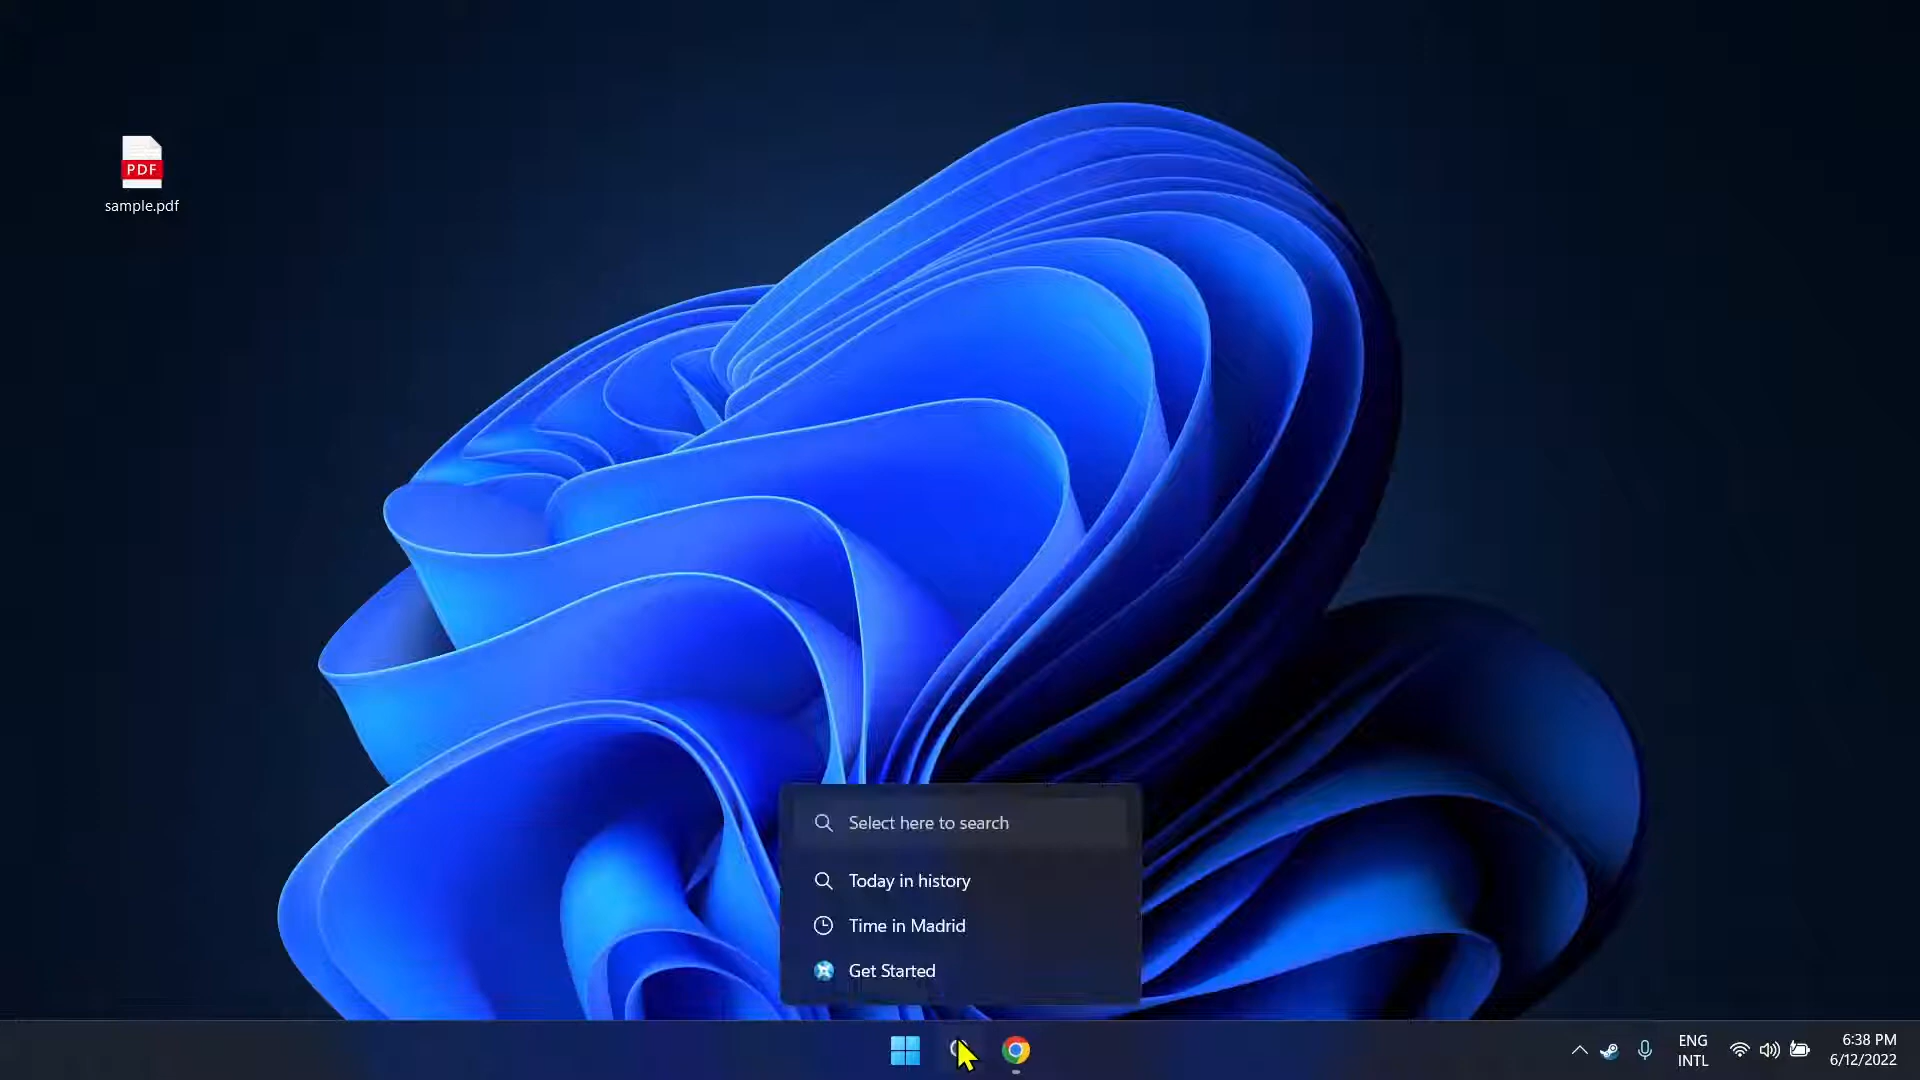 PDF
sample.pdf
Select here to search
Today in history
Time in Madrid
Get Started
ENG
INTL
6:38 PM
6/12/2022